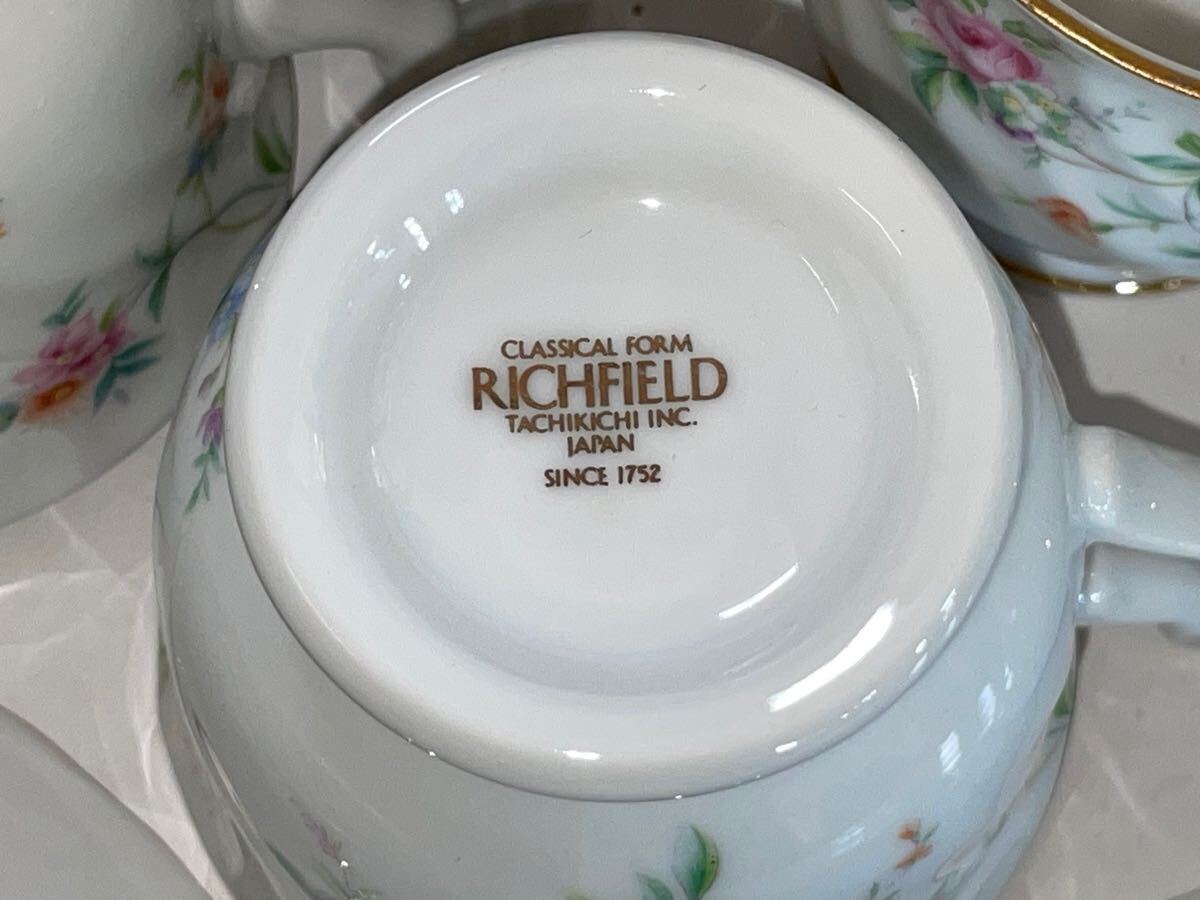 CLASSICAL FORM
RICHFIELD
TACHIKICHI INC.
JAPAN
SINCE 1752